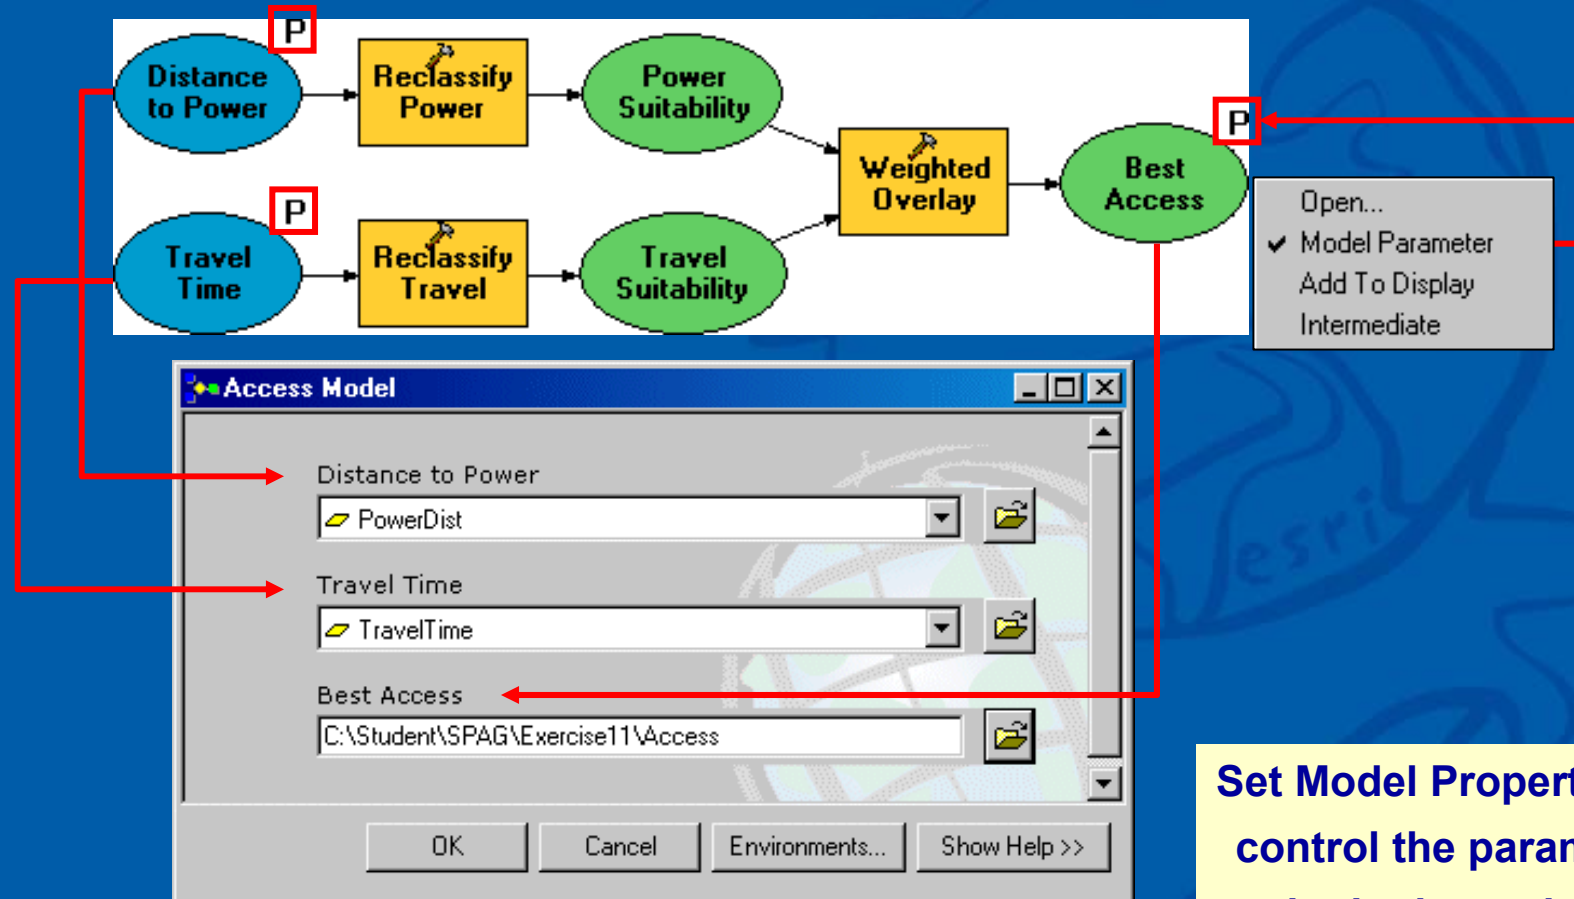 P
Distance
to Power
Reclassify
Power
Power
Suitability
P
Travel
Time
Reclassify
Travel
Travel
Suitability
Weighted
Overlay
P
Best
Access
Open...
Model Parameter
Add To Display
Intermediate
Access Model
Distance to Power
PowerDist
Travel Time
TravelTime
Best Access
C:\Student\SPAG\Exercise11\Access
OK
Cancel
Environments...
Show Help >>
esri
Set Model Propert
control the param